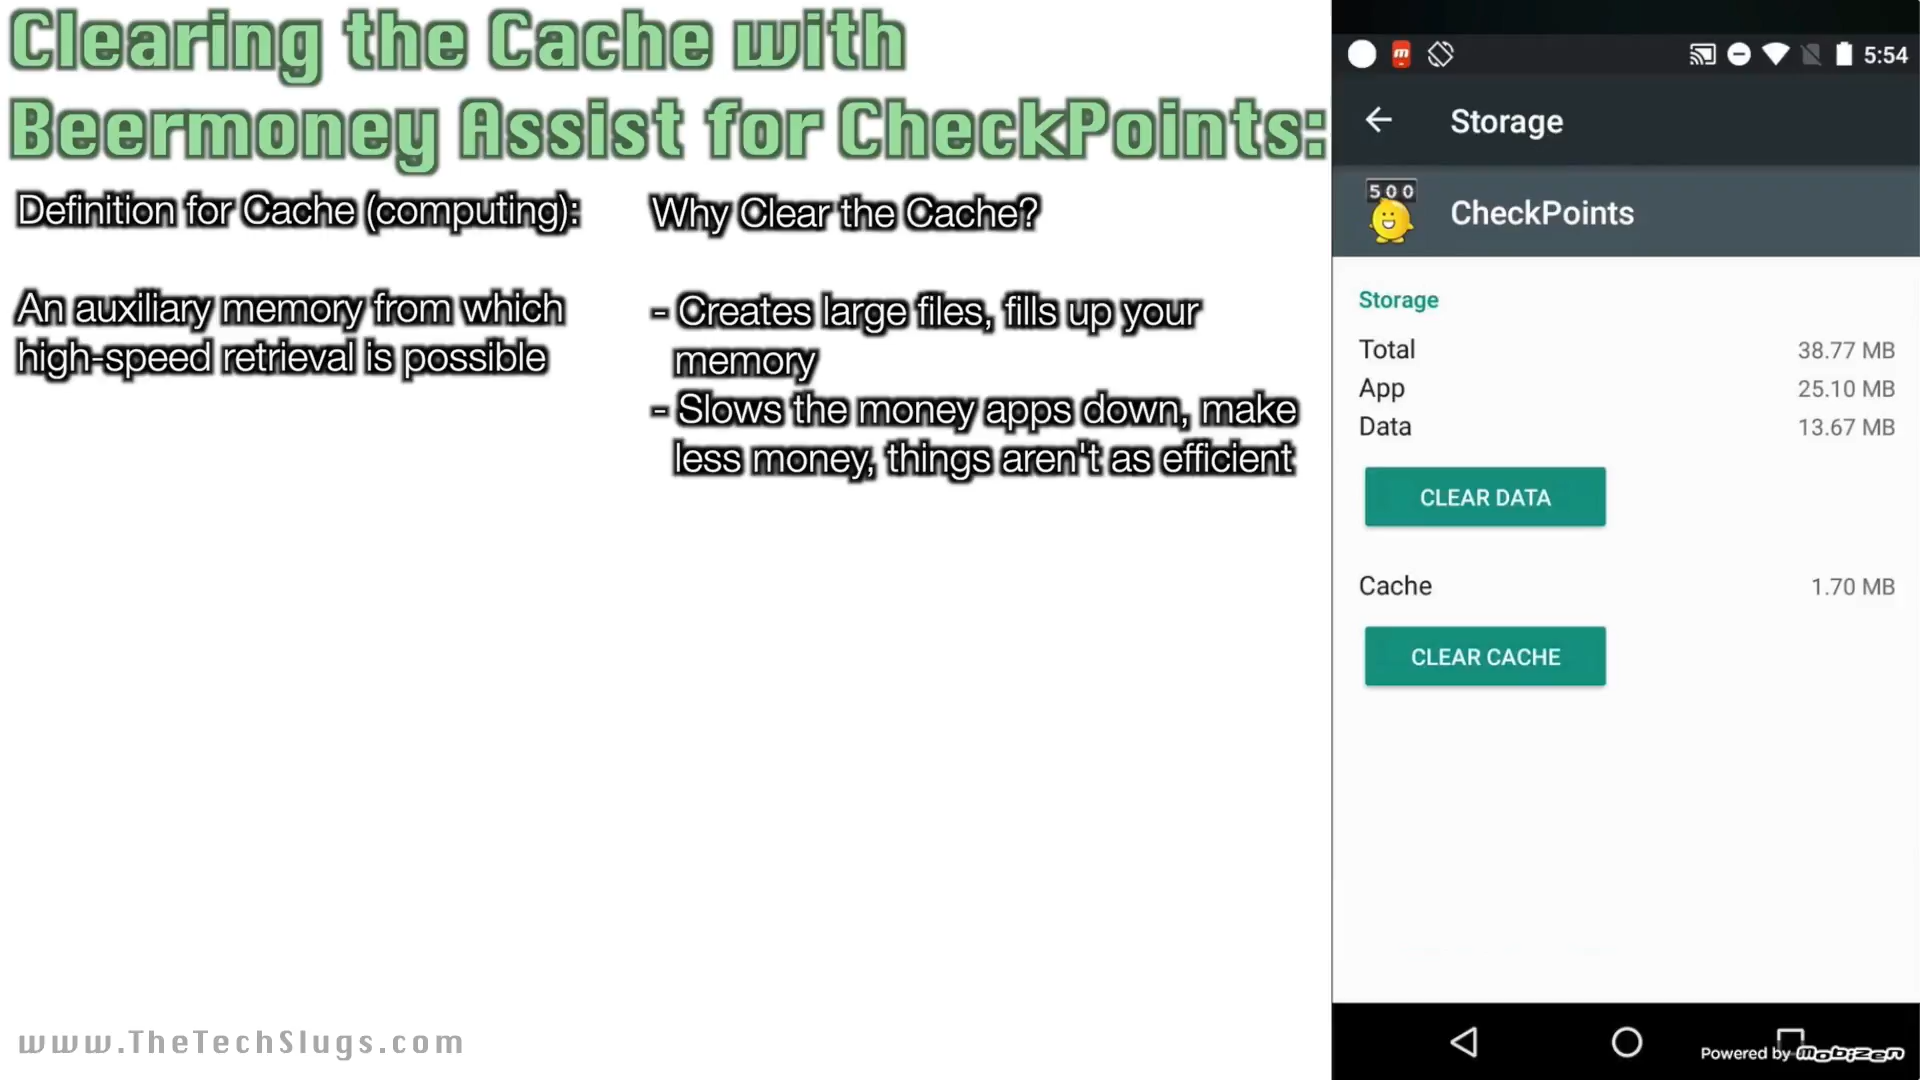 Clearing the Cache with
Beermoney Assist for CheckPoints:
Definition for Cache (computing):
An auxiliary memory from which
high-speed retrieval is possible
Why Clear the Cache?
- Creates large files, fills up your
memory
- Slows the money apps down, make
less money, things aren't as efficient
www.TheTechSlugs.com
m
5:54
Storage
500
CheckPoints
Storage
Total 38.77 MB
App 25.10 MB
Data 13.67 MB
CLEAR DATA
Cache 1.70 MB
CLEAR CACHE
Powered by mobizen